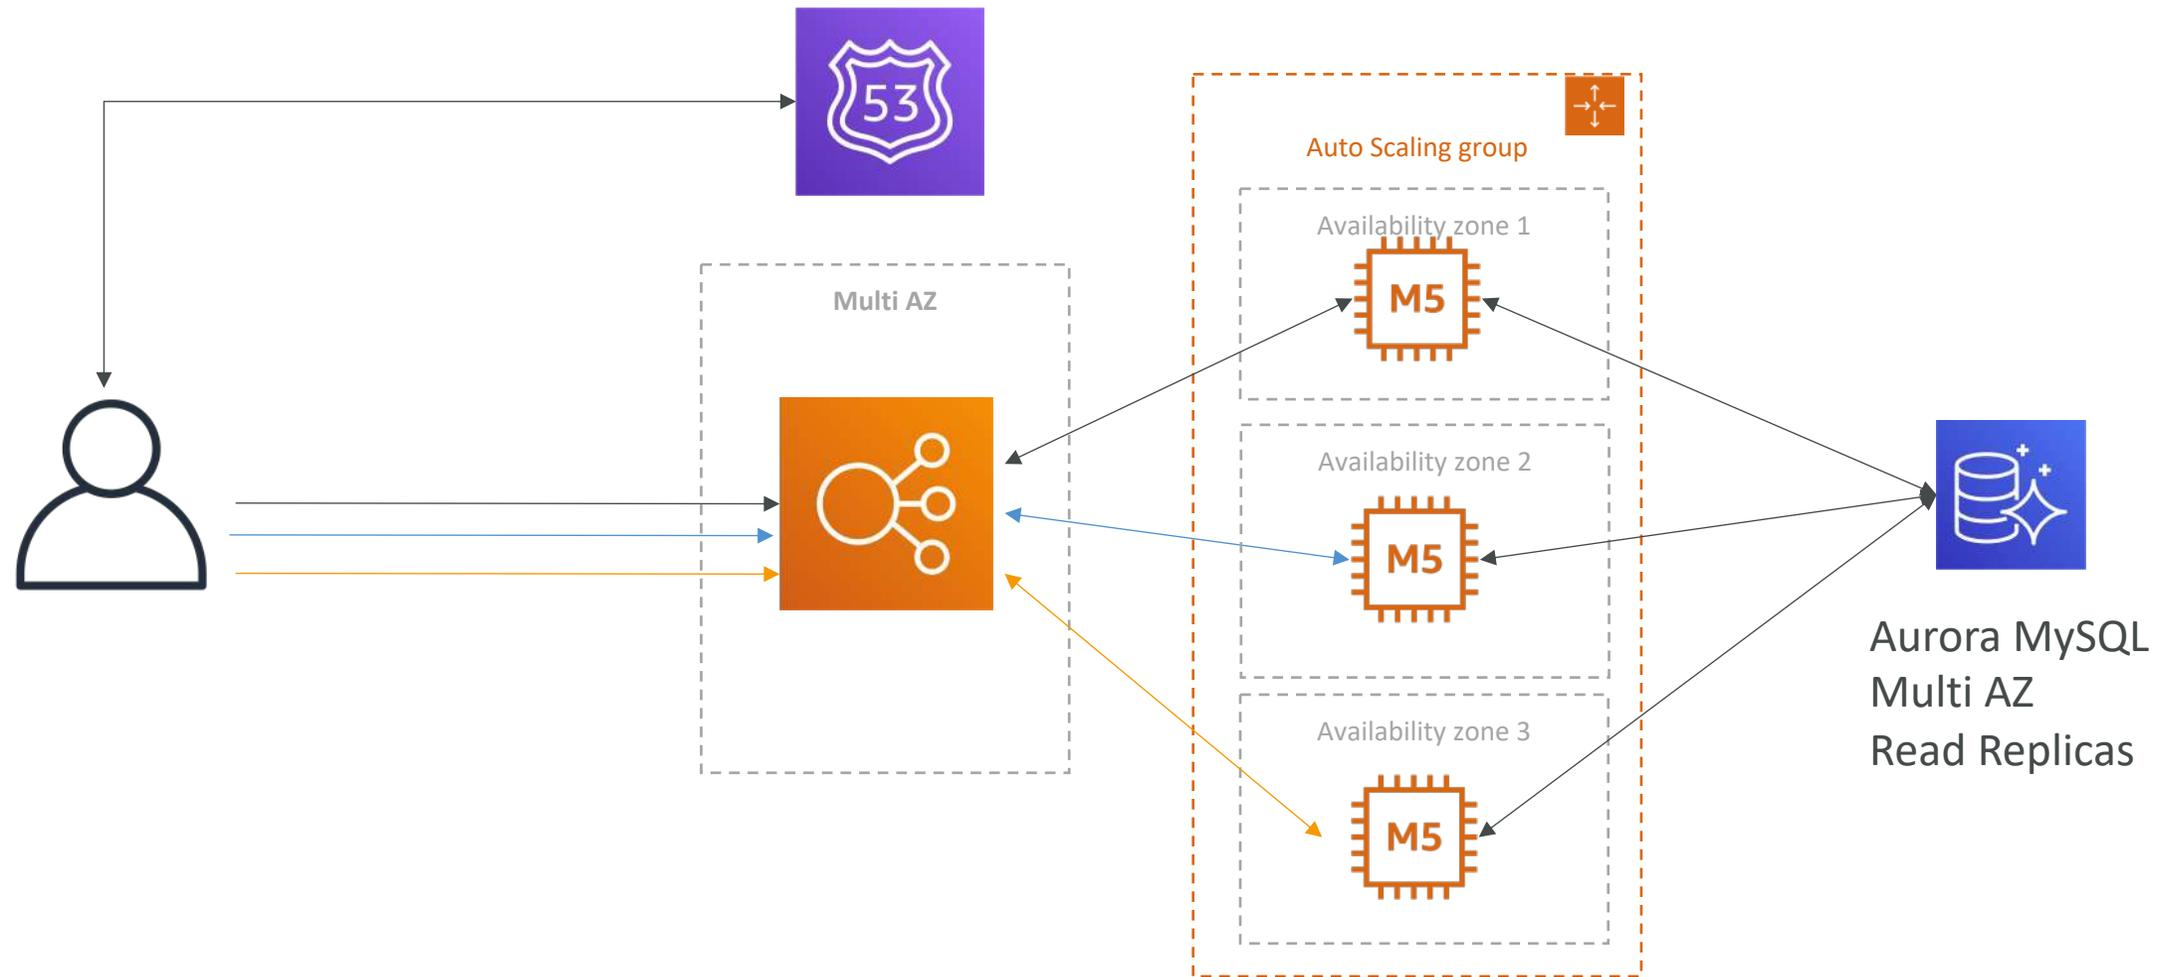 53
Auto Scaling group
Availability zone 1
M5
Multi AZ
Availability zone 2
M5
Aurora MySQL
Multi AZ
Read Replicas
Availability zone 3
M5